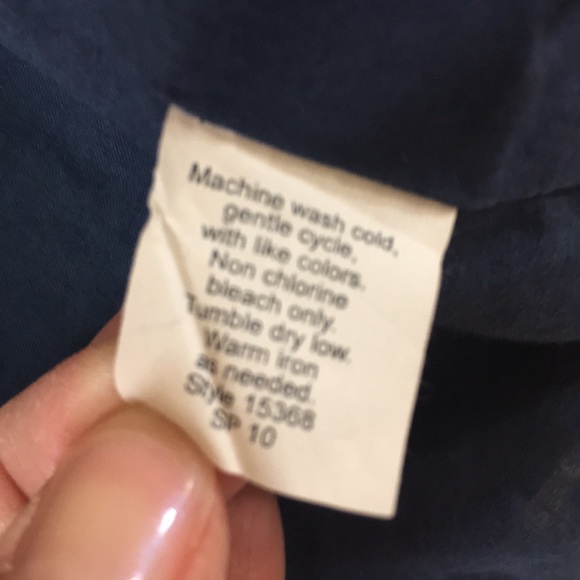 Machine wash cold,
gentle cycle,
with like colors.
Non chlorine
bleach only.
Tumble dry low.
Warm iron
as needed.
Style 15368
SP 10